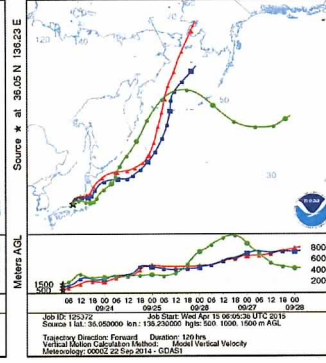 Source ★ at 36.05 N 136.23 E
120
140
50
30
noaa
Meters AGL
1500
500
800
600
400
200
06 12 18 00 06 12 18 00 06 12 18 00 06 12 18 00 06 12 18 00
09/24 09/25 09/26 09/27 09/28
Job ID: 125372 Job Start: Wed Apr 15 06:05:36 UTC 2015
Source 1 lat.: 36.050000 lon.: 136.230000 hgts: 500, 1000, 1500 m AGL
Trajectory Direction: Forward Duration: 120 hrs
Vertical Motion Calculation Method: Model Vertical Velocity
Meteorology: 0000Z 22 Sep 2014 - GDAS1